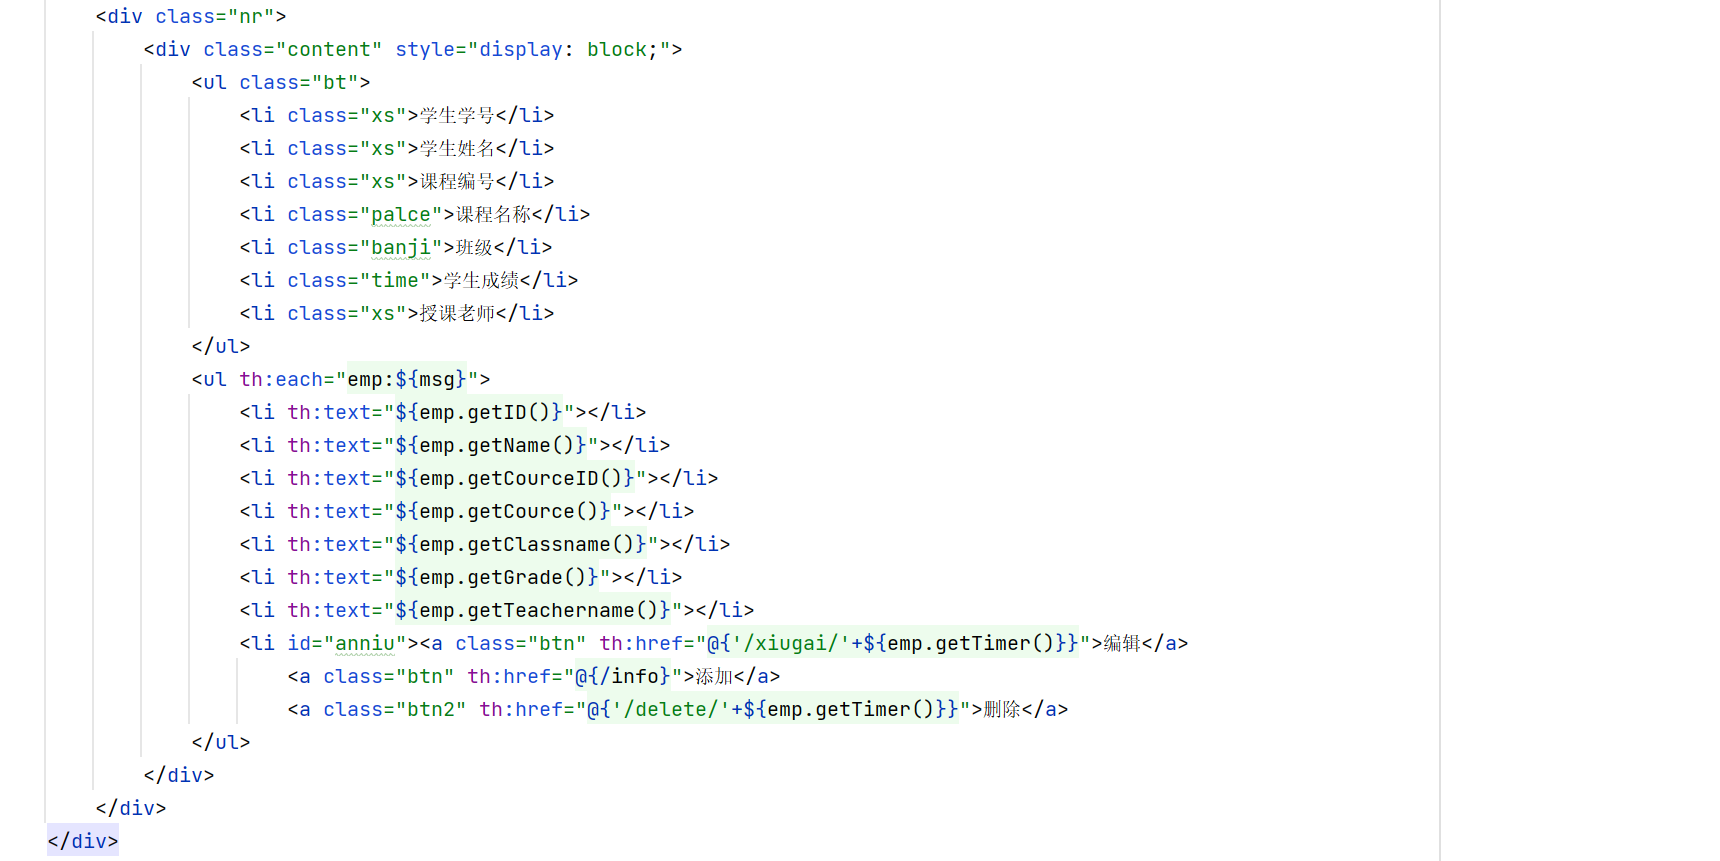 <div class="nr">
<div class="content" style="display: block;">
<ul class="bt">
<li class="xs">学生学号</li>
<li class="xs">学生姓名</li>
<li class="xs">课程编号</li>
<li class="palce">课程名称</li>
<li class="banji">班级</li>
<li class="time">学生成绩</li>
<li class="xs">授课老师</li>
</ul>
<ul th:each="emp:${msg}">
<li th:text="${emp.getID()}"></li>
<li th:text="${emp.getName()}"></li>
<li th:text="${emp.getCourceID()}"></li>
<li th:text="${emp.getCource()}"></li>
<li th:text="${emp.getClassname()}"></li>
<li th:text="${emp.getGrade()}"></li>
<li th:text="${emp.getTeachername()}"></li>
<li id="anniu"><a class="btn" th:href="@{'/xiugai/'+${emp.getTimer()}}">编辑</a>
<a class="btn" th:href="@{/info}">添加</a>
<a class="btn2" th:href="@{'/delete/'+${emp.getTimer()}}">删除</a>
</ul>
</div>
</div>
</div>